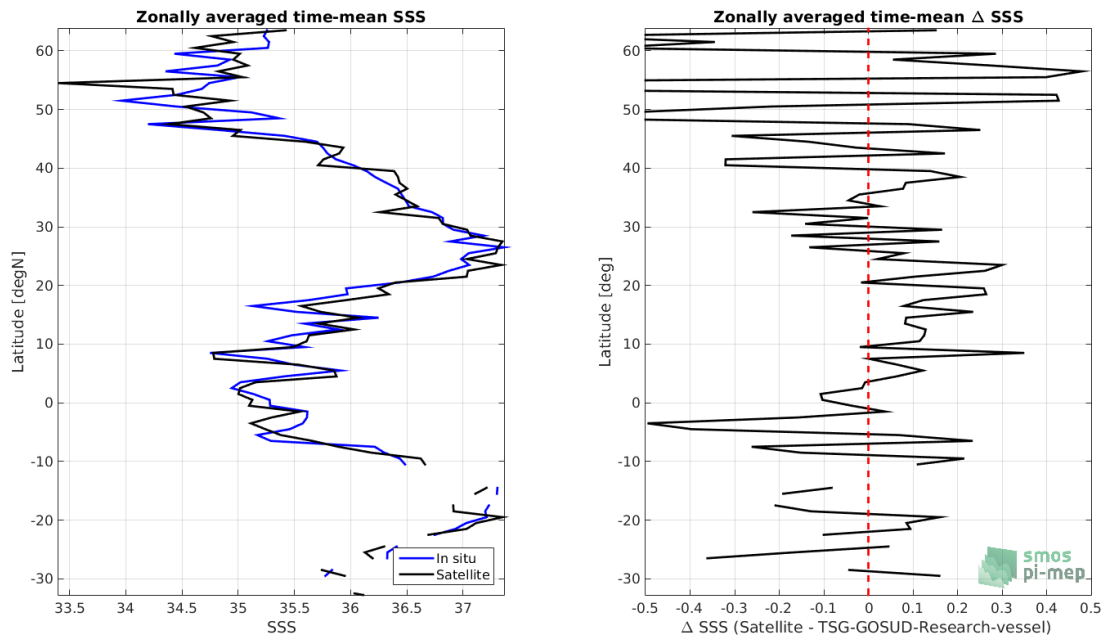 Zonally averaged time-mean SSS
60
50
40
30
20
10
0
-10
-20
-30
Latitude [degN]
33.5 34 34.5 35 35.5 36 36.5 37
SSS
In situ
Satellite
Zonally averaged time-mean Δ SSS
60
50
40
30
20
10
0
-10
-20
-30
Latitude [deg]
-0.5 -0.4 -0.3 -0.2 -0.1 0 0.1 0.2 0.3 0.4 0.5
Δ SSS (Satellite - TSG-GOSUD-Research-vessel)
smos
pi-mep